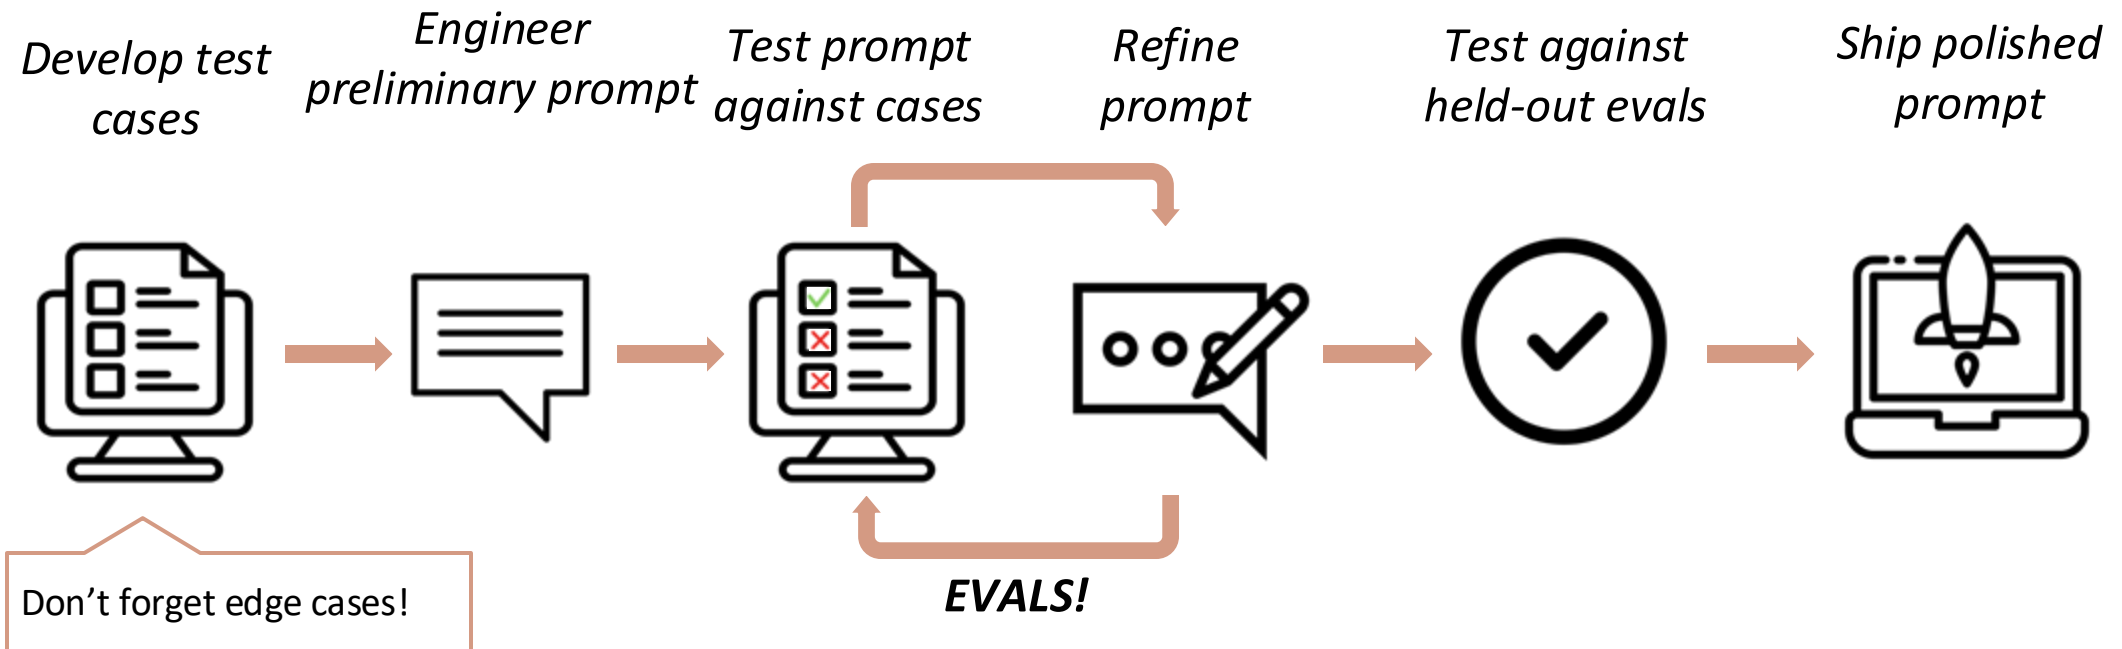 Develop test
cases
Engineer
preliminary prompt
Test prompt
against cases
Refine
prompt
Test against
held-out evals
Ship polished
prompt
EVALS!
Don't forget edge cases!